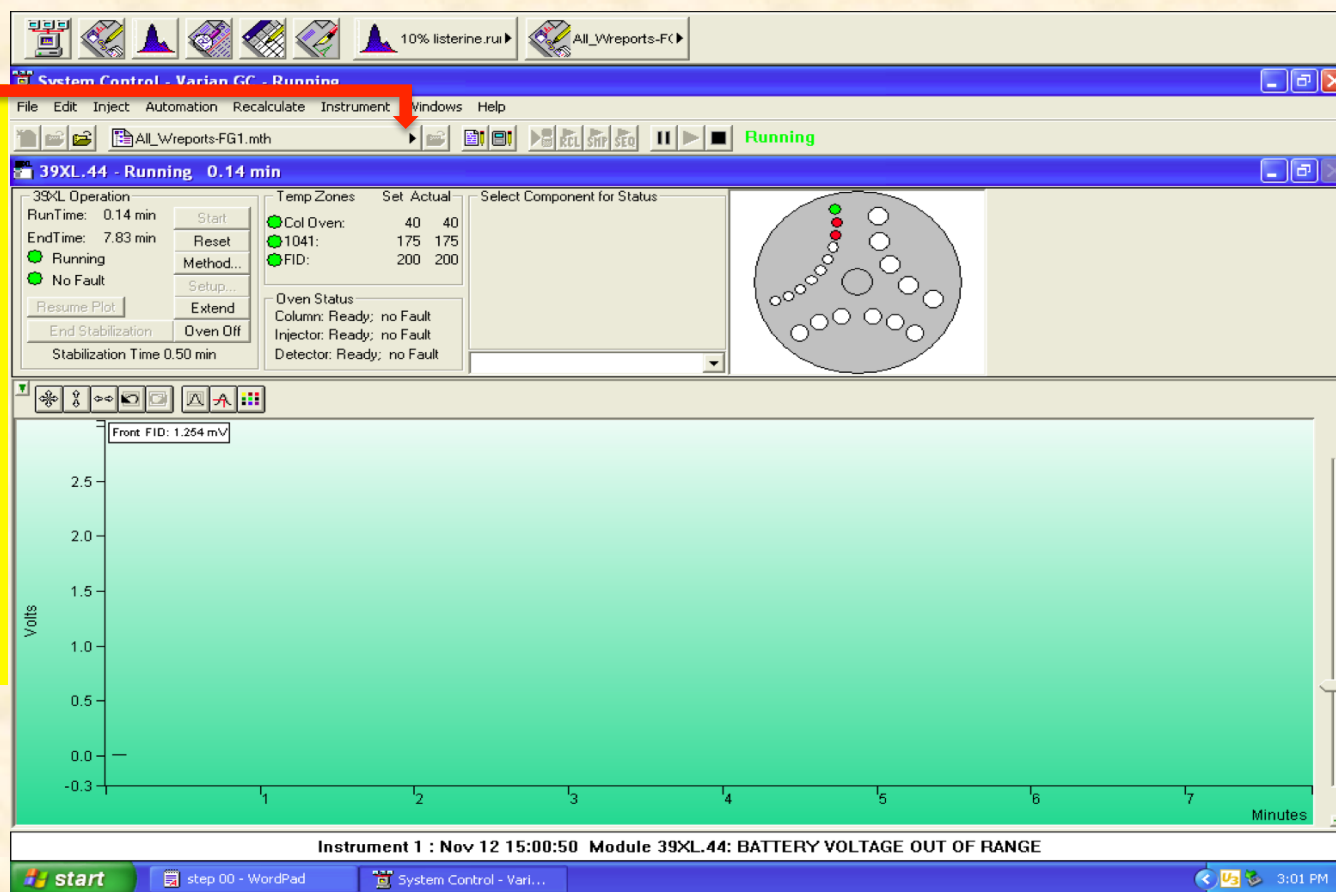 10% listerine.rui
All_Wreports-F(
System Control - Varian GC - Running
File Edit Inject Automation Recalculate Instrument Windows Help
All_Wreports-FG1.mth
RCL SMP SEQ
Running
39XL.44 - Running 0.14 min
39XL Operation
RunTime: 0.14 min
Start
EndTime: 7.83 min
Reset
Running
Method...
No Fault
Setup...
Resume Plot
Extend
End Stabilization
Oven Off
Stabilization Time 0.50 min
Temp Zones Set Actual
Col Oven: 40 40
1041: 175 175
FID: 200 200
Oven Status
Column: Ready; no Fault
Injector: Ready; no Fault
Detector: Ready; no Fault
Select Component for Status
Front FID: 1.254 mV
2.5
2.0
1.5
1.0
0.5
0.0
-0.3
Volts
1 2 3 4 5 6 7
Minutes
Instrument 1 : Nov 12 15:00:50 Module 39XL.44: BATTERY VOLTAGE OUT OF RANGE
start
step 00 - WordPad
System Control - Vari...
U3
3:01 PM